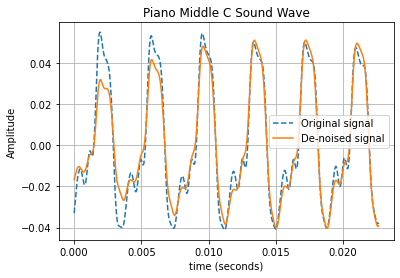 Piano Middle C Sound Wave
Amplitude
0.04
0.02
0.00
−0.02
−0.04
Original signal
De-noised signal
0.000 0.005 0.010 0.015 0.020
time (seconds)